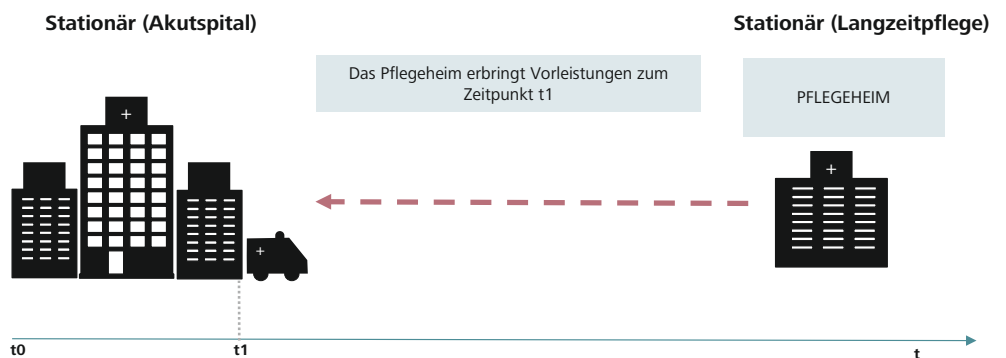 Stationär (Akutspital)
Stationär (Langzeitpflege)
Das Pflegeheim erbringt Vorleistungen zum
Zeitpunkt t1
PFLEGEHEIM
t0
t1
t